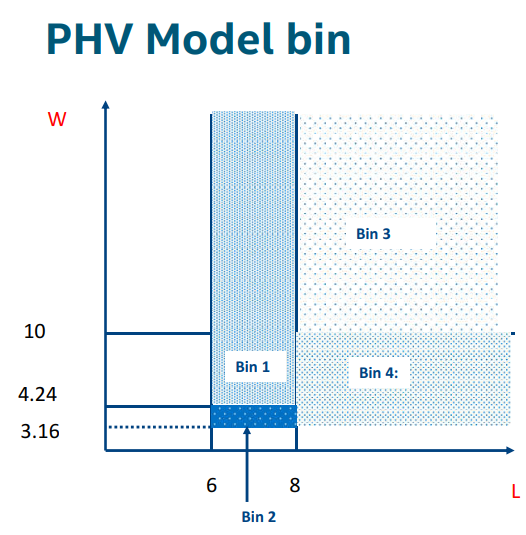 PHV Model bin
W
Bin 3
10
Bin 1
Bin 4:
4.24
3.16
6
8
L
Bin 2